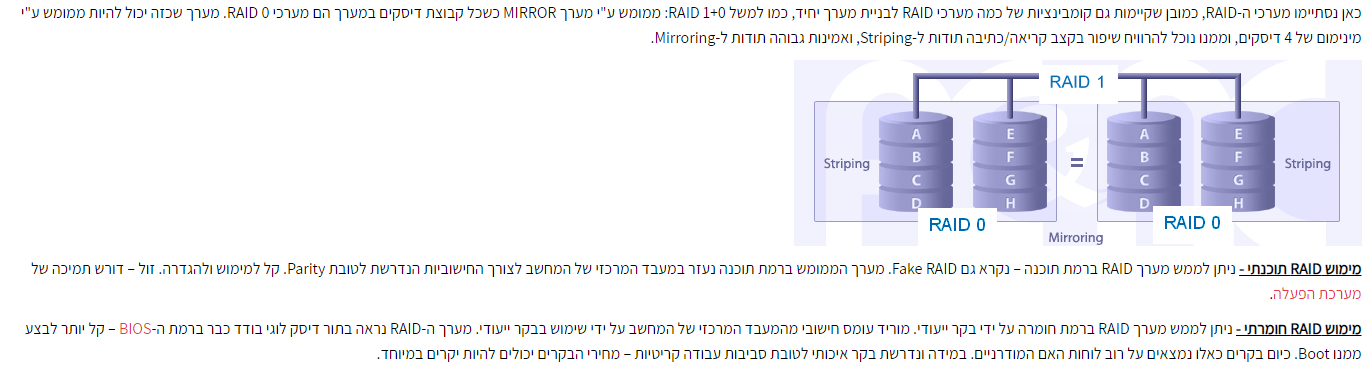 כאן נסתיימו מערכי ה-RAID, כמובן שקיימות גם קומבינציות של כמה מערכי RAID לבניית מערך יחיד, כמו למשל RAID 1+0: ממומש ע"י מערך MIRROR כשכל קבוצת דיסקים במערך הם מערכי RAID 0. מערך שכזה יכול להיות ממומש ע"י
מינימום של 4 דיסקים, וממנו נוכל להרוויח שיפור בקצב קריאה/כתיבה תודות ל-Striping, ואמינות גבוהה תודות ל-Mirroring.
RAID 1
A E A E
B F B F
Striping = Striping
C G C G
D H D H
RAID 0 RAID 0
Mirroring
מימוש RAID תוכנתי - ניתן לממש מערך RAID ברמת תוכנה – נקרא גם Fake RAID. מערך הממומש ברמת תוכנה נעזר במעבד המרכזי של המחשב לצורך החישוביות הנדרשת לטובת Parity. קל למימוש ולהגדרה. זול – דורש תמיכה של
מערכת הפעלה.
מימוש RAID חומרתי - ניתן לממש מערך RAID ברמת חומרה על ידי בקר ייעודי. מוריד עומס חישובי מהמעבד המרכזי של המחשב על ידי שימוש בבקר ייעודי. מערך ה-RAID נראה בתור דיסק לוגי בודד כבר ברמת ה-BIOS – קל יותר לבצע
ממנו Boot. כיום בקרים כאלו נמצאים על רוב לוחות האם המודרניים. במידה ונדרשת בקר איכותי לטובת סביבות עבודה קריטיות – מחירי הבקרים יכולים להיות יקרים במיוחד.